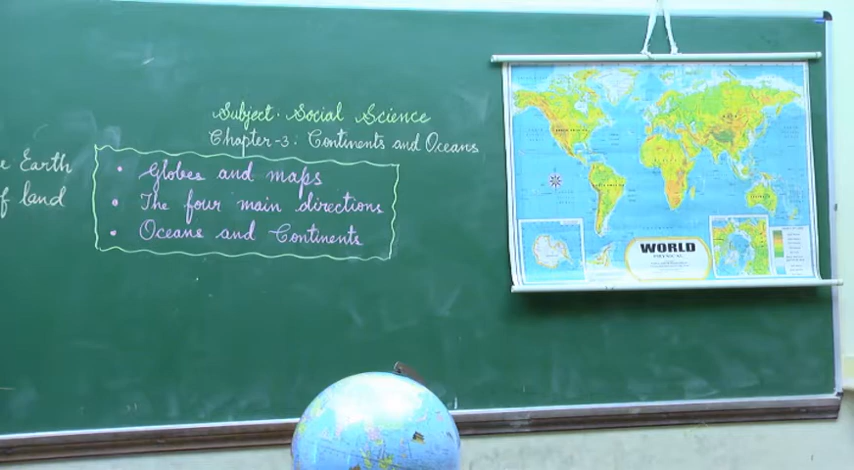 Subject: Social Science
Chapter-3: Continents and Oceans
Earth
land
• Globes and maps
• The four main directions
• Oceans and Continents
WORLD
PHYSICAL